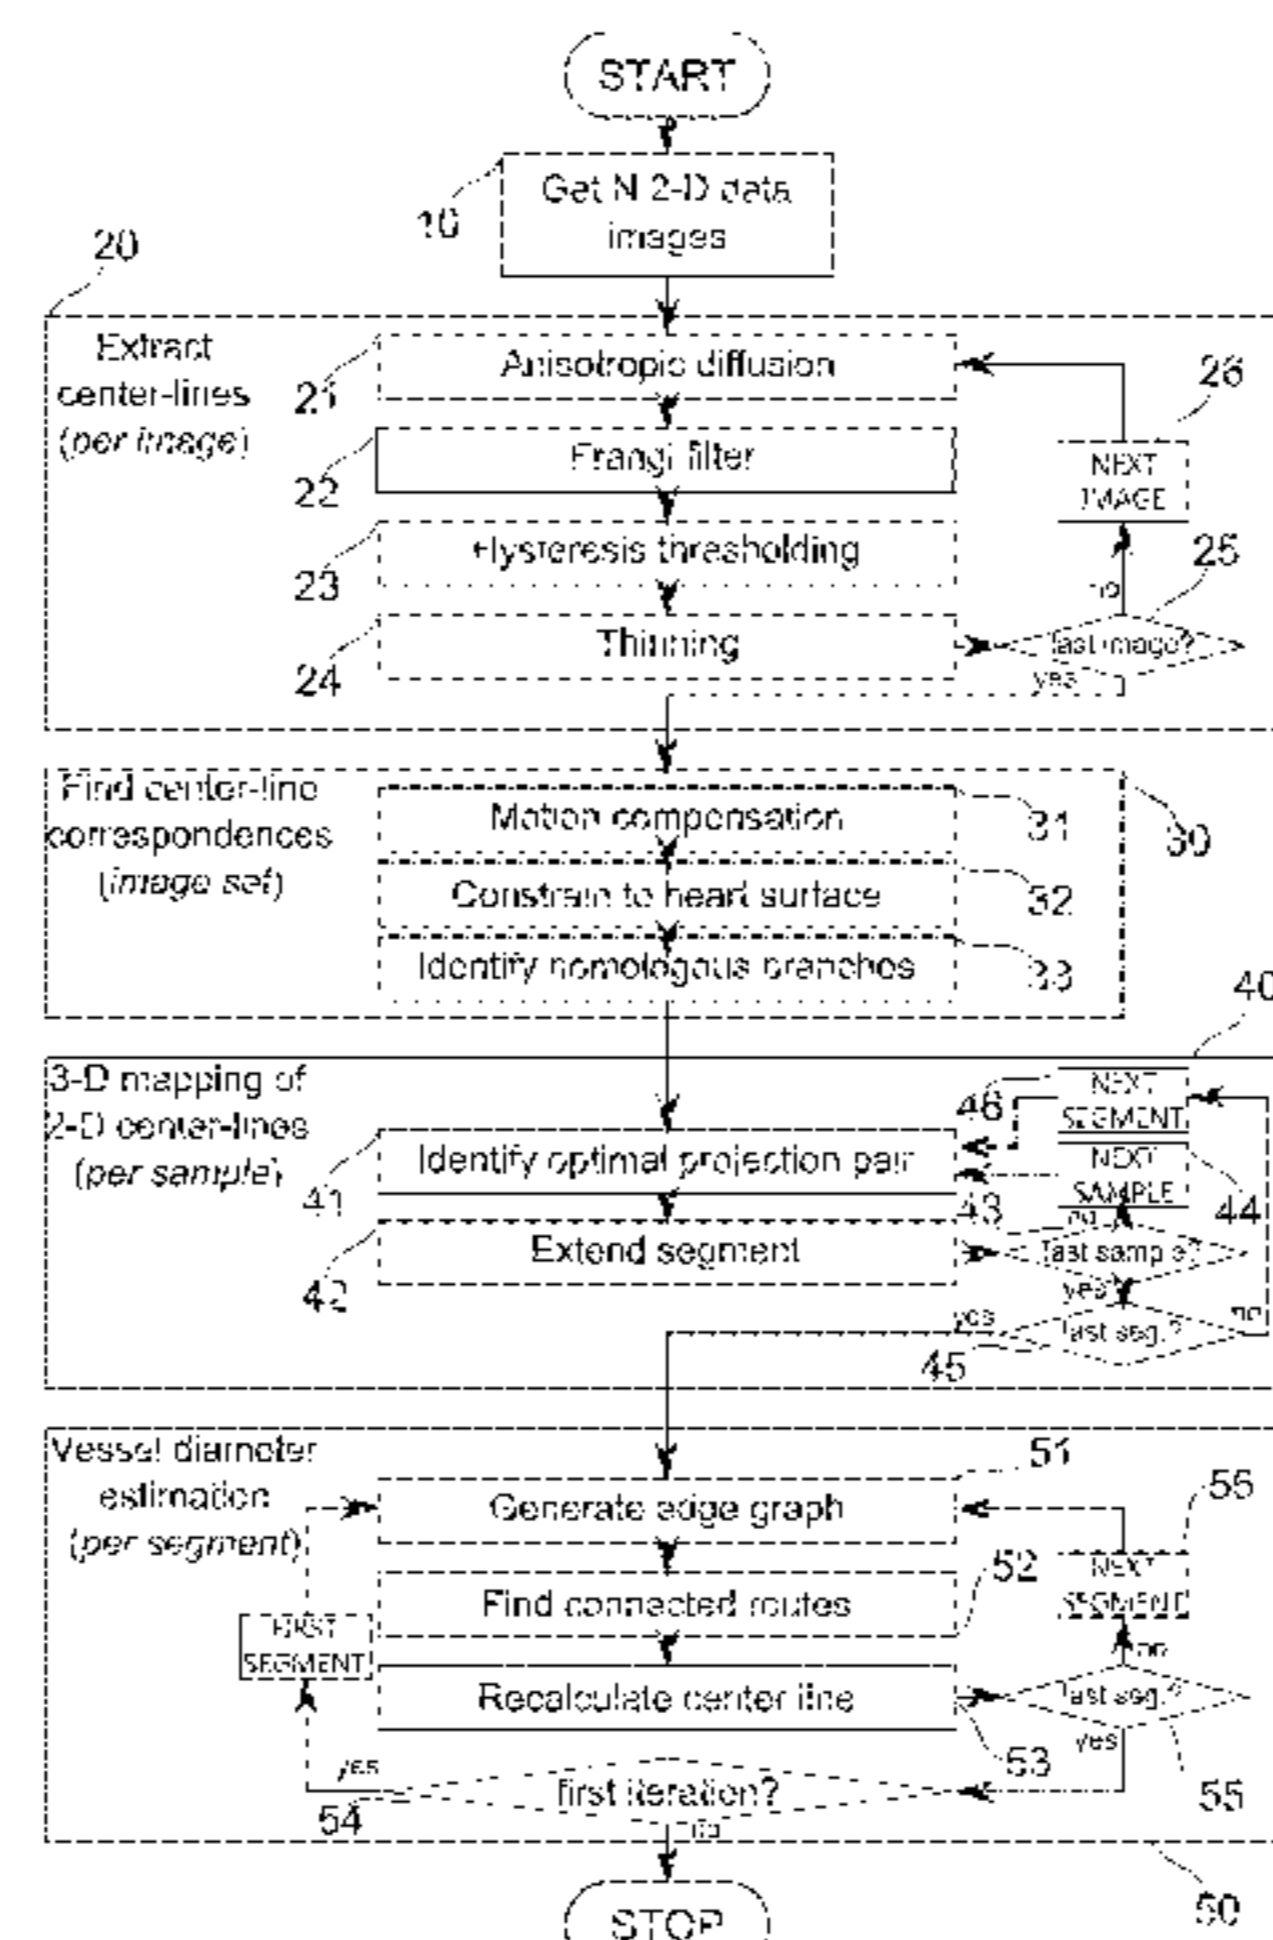 START
10
Get N 2-D data
images
20
Extract
center-lines
(per image)
21
Anisotropic diffusion
26
22
Frangi filter
NEXT
IMAGE
23
Hysteresis thresholding
25
no
24
Thinning
last image?
yes
Find center-line
correspondences
(image set)
Motion compensation
31
30
Constrain to heart surface
32
Identify homologous branches
33
40
3-D mapping of
2-D center-lines
(per sample)
46
NEXT
SEGMENT
41
Identify optimal projection pair
NEXT
SAMPLE
43
44
no
42
Extend segment
last sample?
yes
yes
last seg.?
no
45
Vessel diameter
estimation
(per segment)
51
Generate edge graph
56
52
NEXT
SEGMENT
Find connected routes
FIRST
SEGMENT
no
Recalculate center line
last seg.?
53
yes
55
yes
first iteration?
54
no
50
STOP